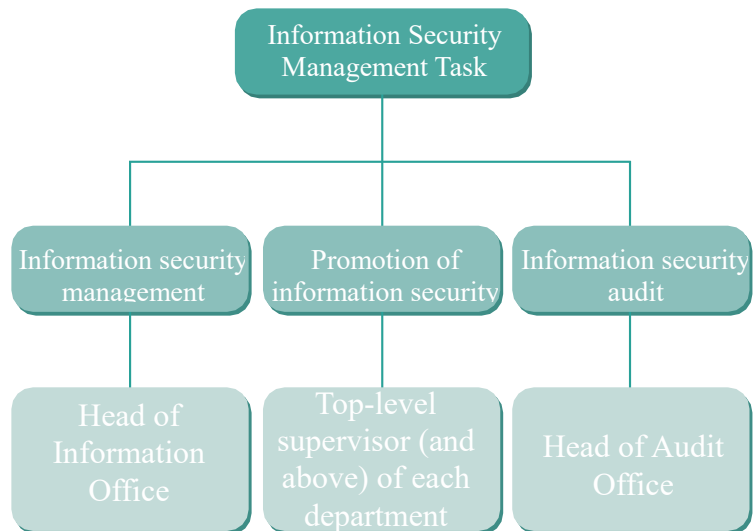 Information Security
Management Task
Information security
management
Promotion of
information security
Information security
audit
Head of
Information
Office
Top-level
supervisor (and
above) of each
department
Head of Audit
Office